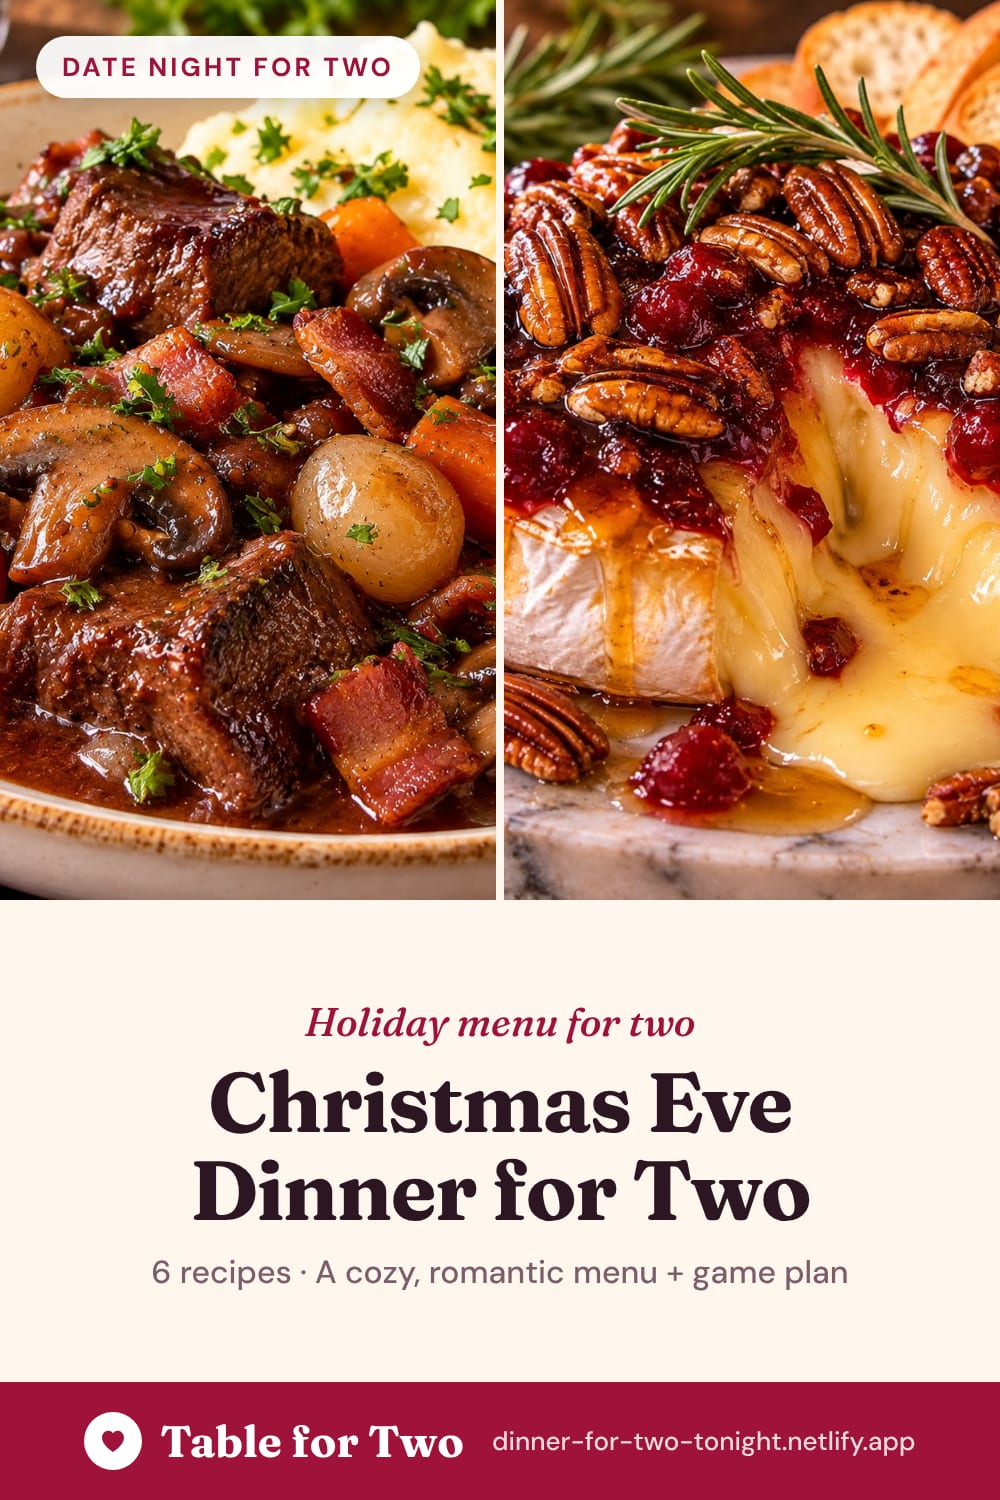 DATE NIGHT FOR TWO
Holiday menu for two
Christmas Eve
Dinner for Two
6 recipes · A cozy, romantic menu + game plan
Table for Two
dinner-for-two-tonight.netlify.app